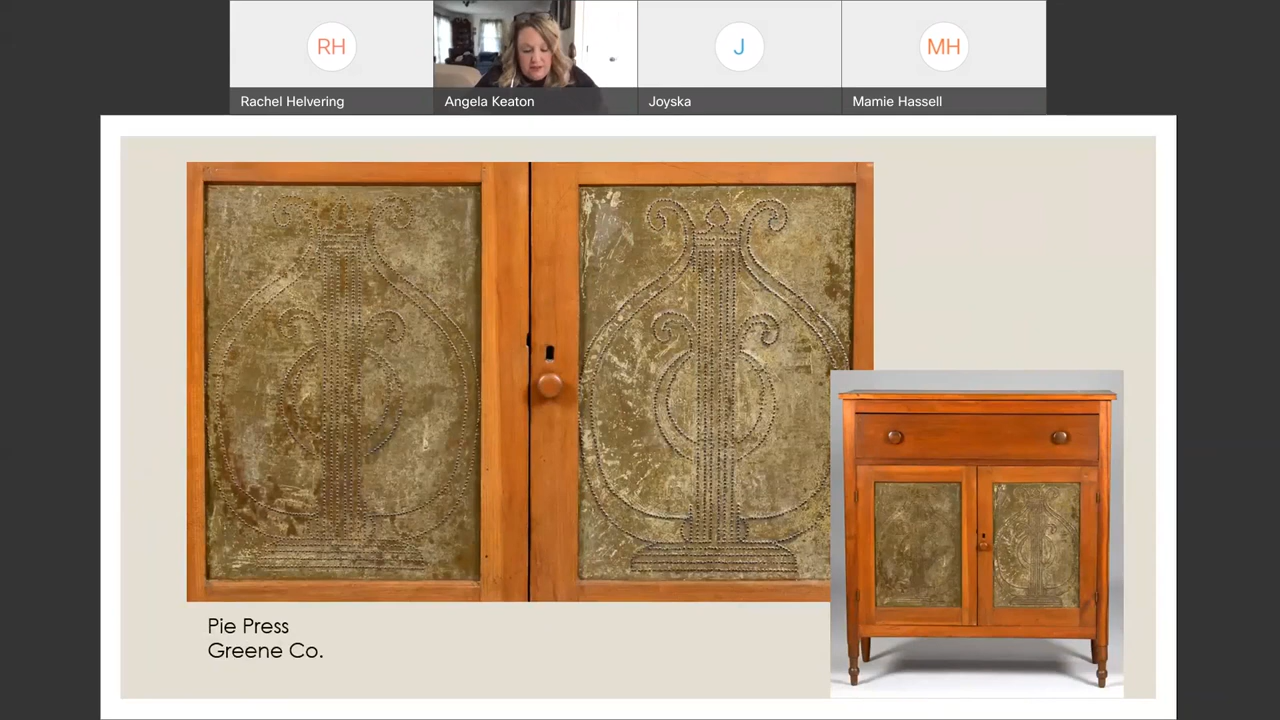 RH
J
MH
Rachel Helvering
Angela Keaton
Joyska
Mamie Hassell
Pie Press
Greene Co.